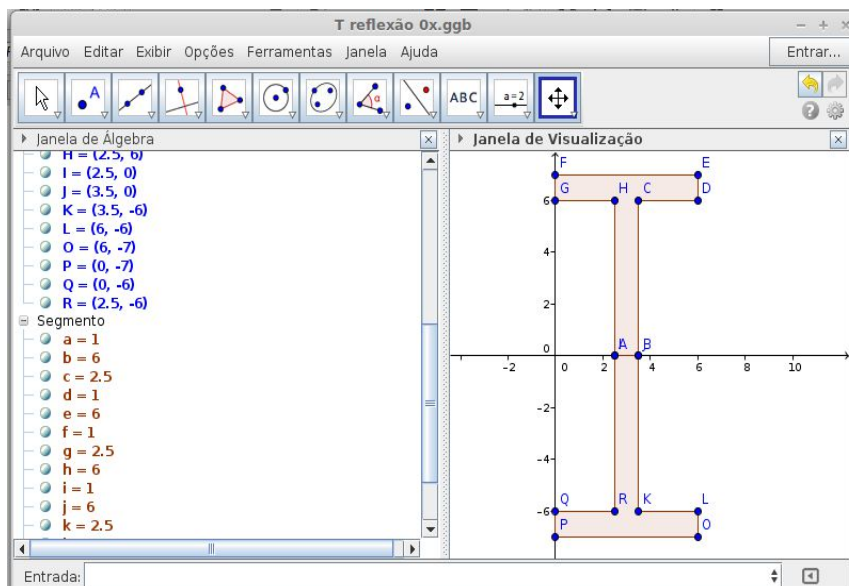 T reflexão 0x.ggb
Arquivo Editar Exibir Opções Ferramentas Janela Ajuda
Entrar...
A
α
ABC
a=2
Janela de Álgebra
H = (2.5, 6)
I = (2.5, 0)
J = (3.5, 0)
K = (3.5, -6)
L = (6, -6)
O = (6, -7)
P = (0, -7)
Q = (0, -6)
R = (2.5, -6)
Segmento
a = 1
b = 6
c = 2.5
d = 1
e = 6
f = 1
g = 2.5
h = 6
i = 1
j = 6
k = 2.5
Janela de Visualização
F E
G H C D
6
4
2
0
A B
-2 0 2 4 6 8 10
-2
-4
-6
Q R K L
P O
Entrada: